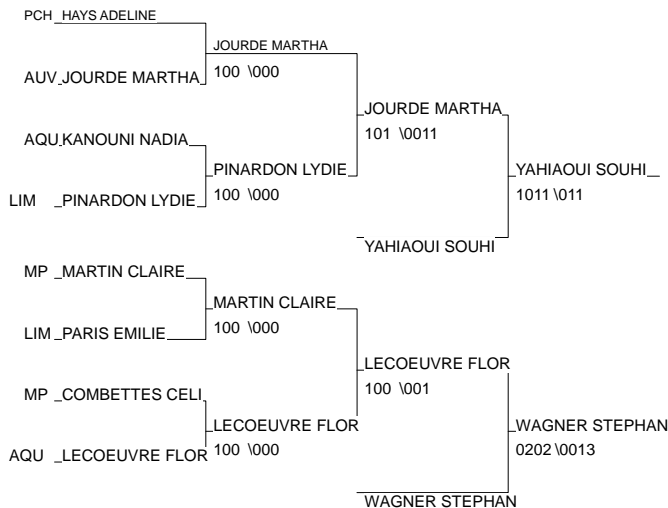 PCH HAYS ADELINE
JOURDE MARTHA
100 \000
AUV JOURDE MARTHA
JOURDE MARTHA
101 \0011
AQU KANOUNI NADIA
PINARDON LYDIE
100 \000
YAHIAOUI SOUHI
1011 \011
LIM PINARDON LYDIE
YAHIAOUI SOUHI
MP MARTIN CLAIRE
MARTIN CLAIRE
100 \000
LIM PARIS EMILIE
LECOEUVRE FLOR
100 \001
MP COMBETTES CELI
LECOEUVRE FLOR
100 \000
WAGNER STEPHAN
0202 \0013
AQU LECOEUVRE FLOR
WAGNER STEPHAN